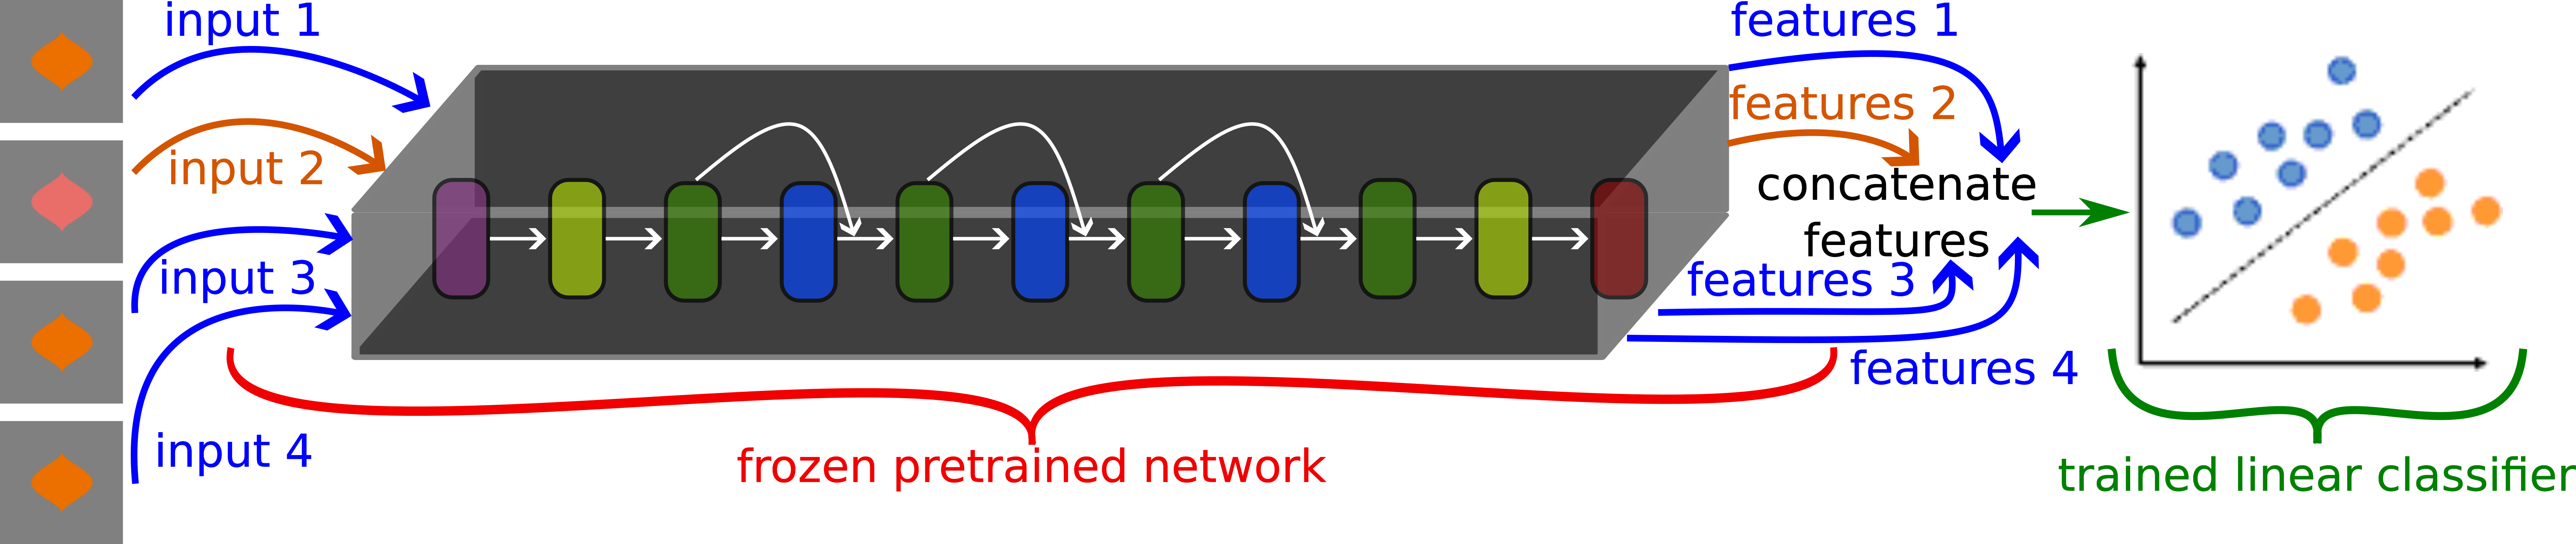 input 1
input 2
input 3
input 4
frozen pretrained network
features 1
features 2
concatenate
features
features 3
features 4
trained linear classifier